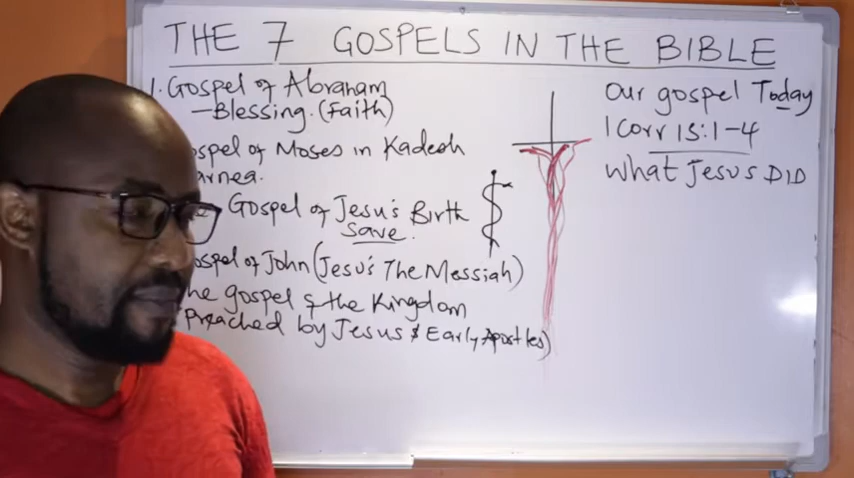 THE 7 GOSPELS IN THE BIBLE
1. Gospel of Abraham
– Blessing. (Faith)
ospel of Moses in Kadesh
arnea.
Gospel of Jesu's Birth
save.
ospel of John (Jesu's The Messiah)
he gospel of the Kingdom
Preached by Jesus & Early Apostles)
Our gospel Today
1 Corr 15:1-4
What Jesus DID